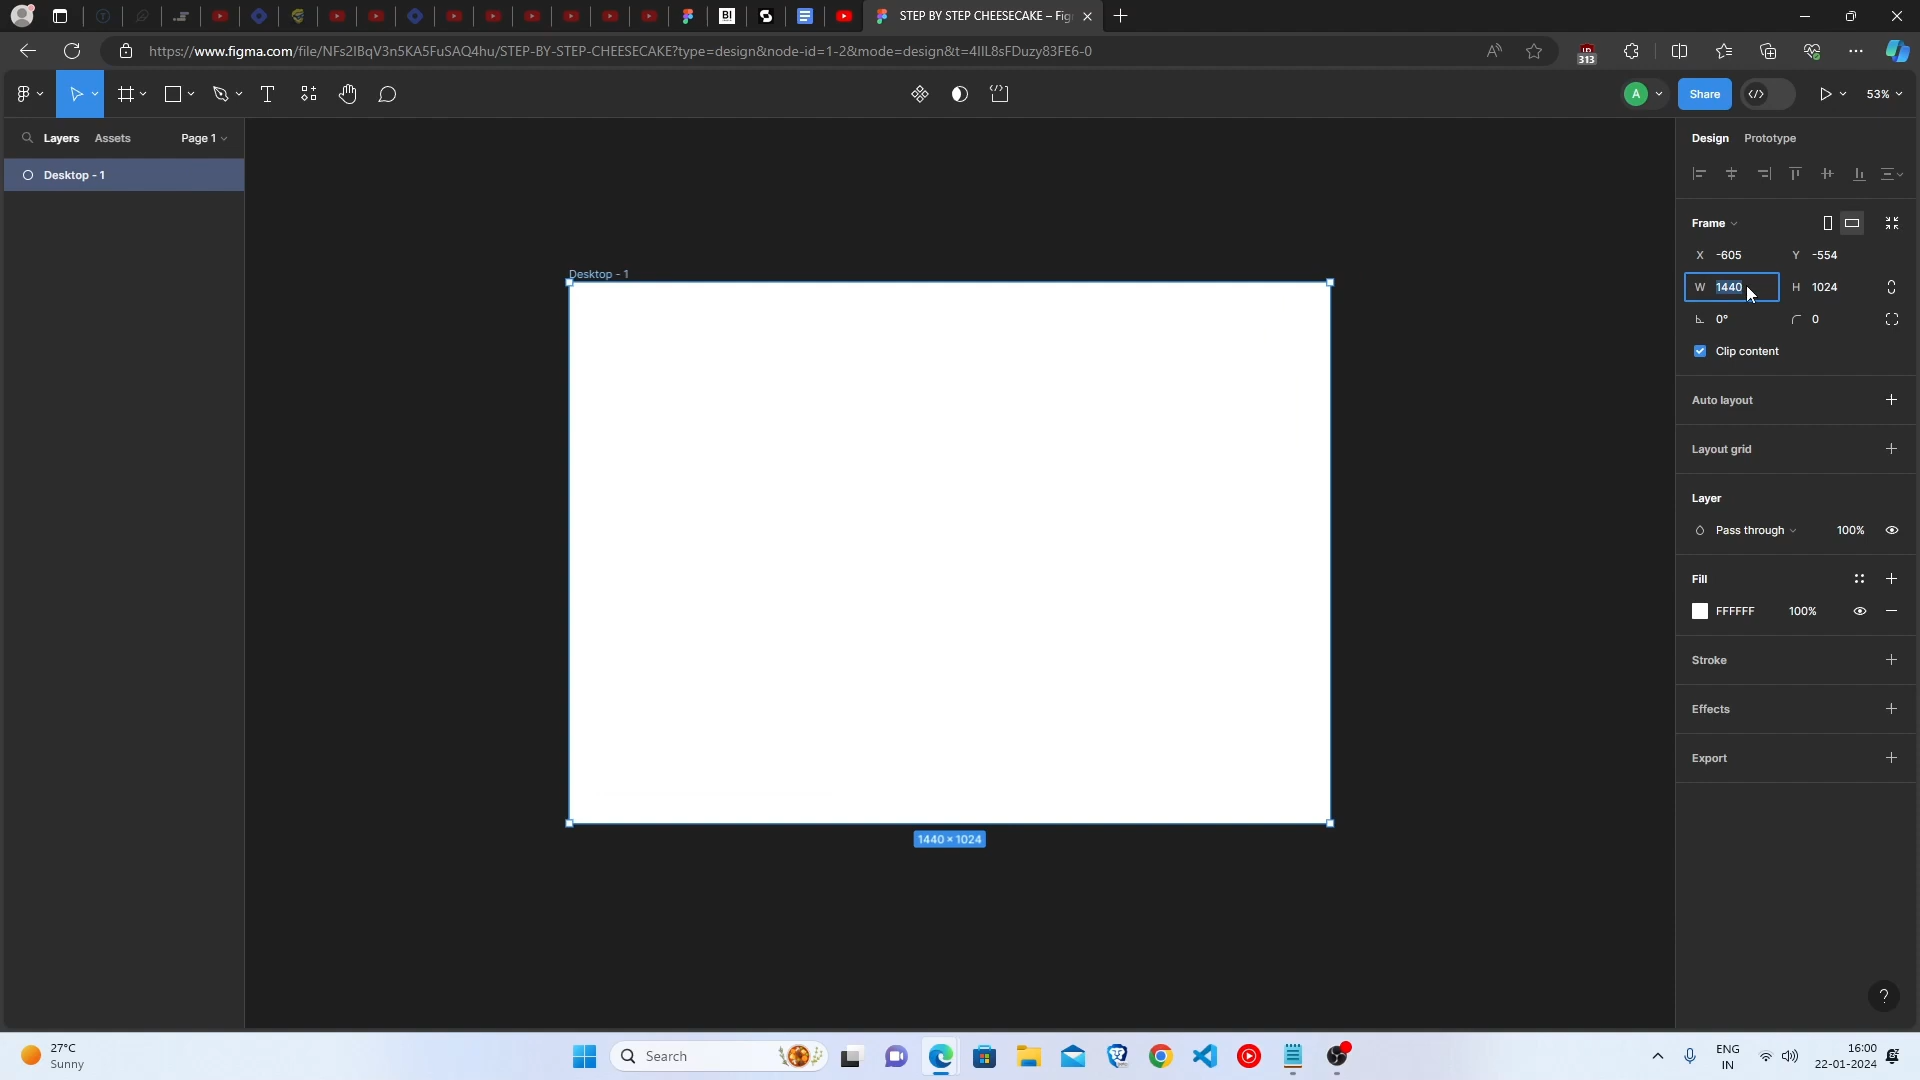 STEP BY STEP CHEESECAKE – Fig
https://www.figma.com/file/NFs2IBqV3n5KA5FuSAQ4hu/STEP-BY-STEP-CHEESECAKE?type=design&node-id=1-2&mode=design&t=4IIL8sFDuzy83FE6-0
313
A
Share
53%
Layers Assets Page 1
Design Prototype
Desktop - 1
Frame
X -605 Y -554
Desktop - 1
W 1440 H 1024
0° 0
Clip content
Auto layout
Layout grid
Layer
Pass through 100%
Fill
FFFFFF 100%
Stroke
Effects
Export
1440 × 1024
?
27°C
Sunny
Search
ENG
IN
16:00
22-01-2024